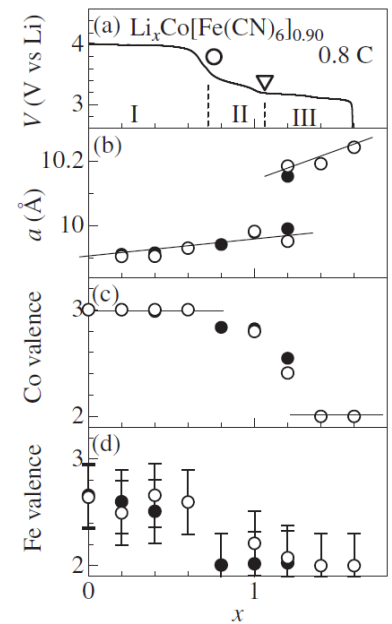 (a) LiₓCo[Fe(CN)₆]₀.₉₀
0.8 C
V (V vs Li)
4
3
I II III
(b)
a (Å)
10.2
10
(c)
Co valence
3
2
(d)
Fe valence
3
2
0 1
x